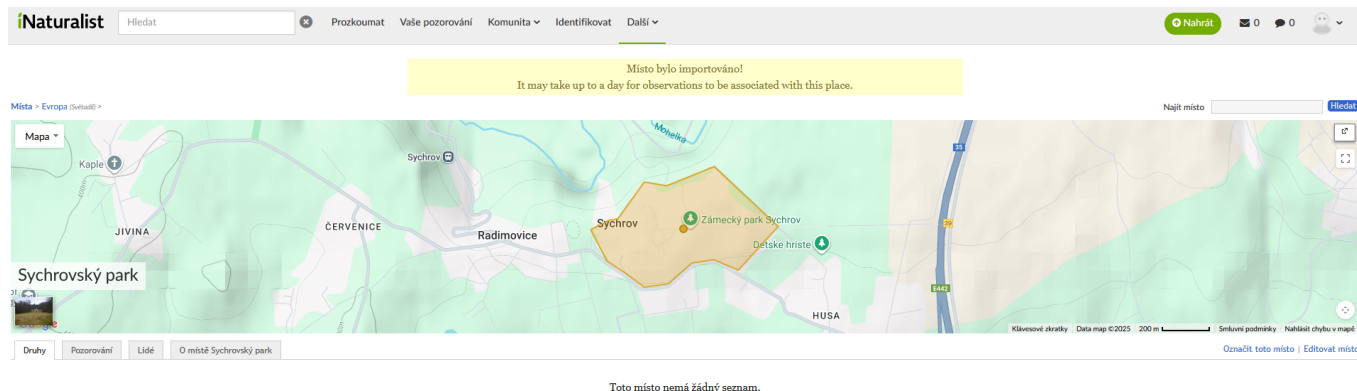 iNaturalist
Hledat
Prozkoumat
Vaše pozorování
Komunita
Identifikovat
Další
Nahrát
0
0
Místo bylo importováno!
It may take up to a day for observations to be associated with this place.
Místa > Evropa (Světadíl) >
Najít místo
Hledat
Mapa
Mohelka
35
Kaple
Sychrov
400m
Sychrov
Zámecký park Sychrov
39
JIVINA
ČERVENICE
Radimovice
Detske hriste
Sychrovský park
E442
HUSA
Klávesové zkratky
Data map ©2025
200 m
Smluvní podmínky
Nahlásit chybu v mapě
Druhy
Pozorování
Lidé
O místě Sychrovský park
Označit toto místo | Editovat místo
Toto místo nemá žádný seznam.